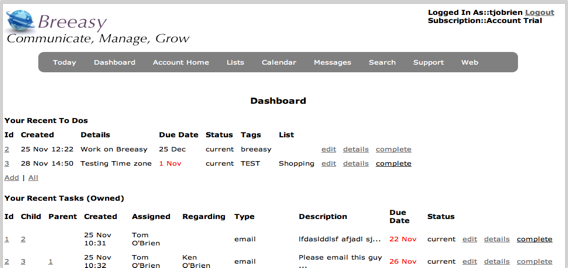 Breeasy
Communicate, Manage, Grow
Logged In As::tjobrien Logout
Subscription::Account Trial
Today Dashboard Account Home Lists Calendar Messages Search Support Web
Dashboard
Your Recent To Dos
Id Created Details Due Date Status Tags List
2 25 Nov 12:22 Work on Breeasy 25 Dec current breeasy edit details complete
3 28 Nov 14:50 Testing Time zone 1 Nov current TEST Shopping edit details complete
Add | All
Your Recent Tasks (Owned)
Id Child Parent Created Assigned Regarding Type Description Due Date Status
1 2 25 Nov 10:31 Tom O'Brien email lfdaslddlsf afjadl sj... 22 Nov current edit details complete
2 3 1 25 Nov 10:32 Tom O'Brien Ken O'Brien email Please email this guy ... 26 Nov current edit details complete